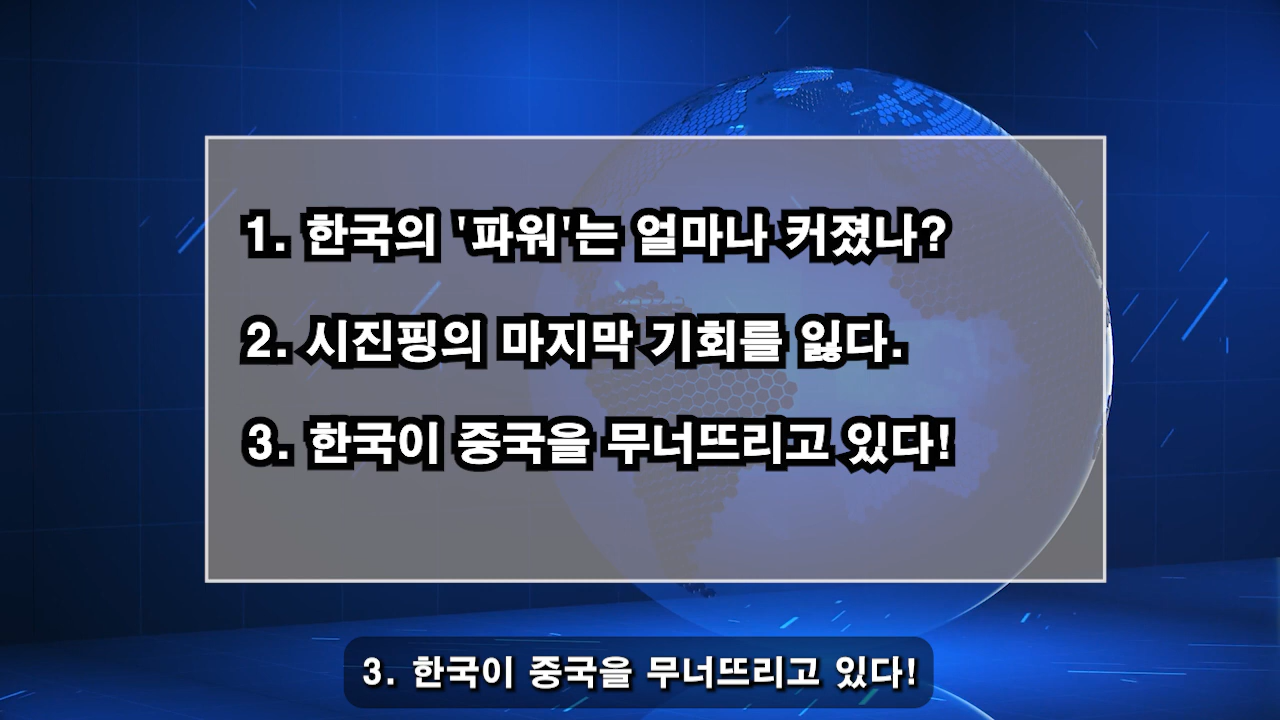 1. 한국의 '파워'는 얼마나 커졌나?
2. 시진핑의 마지막 기회를 잃다.
3. 한국이 중국을 무너뜨리고 있다!
3. 한국이 중국을 무너뜨리고 있다!